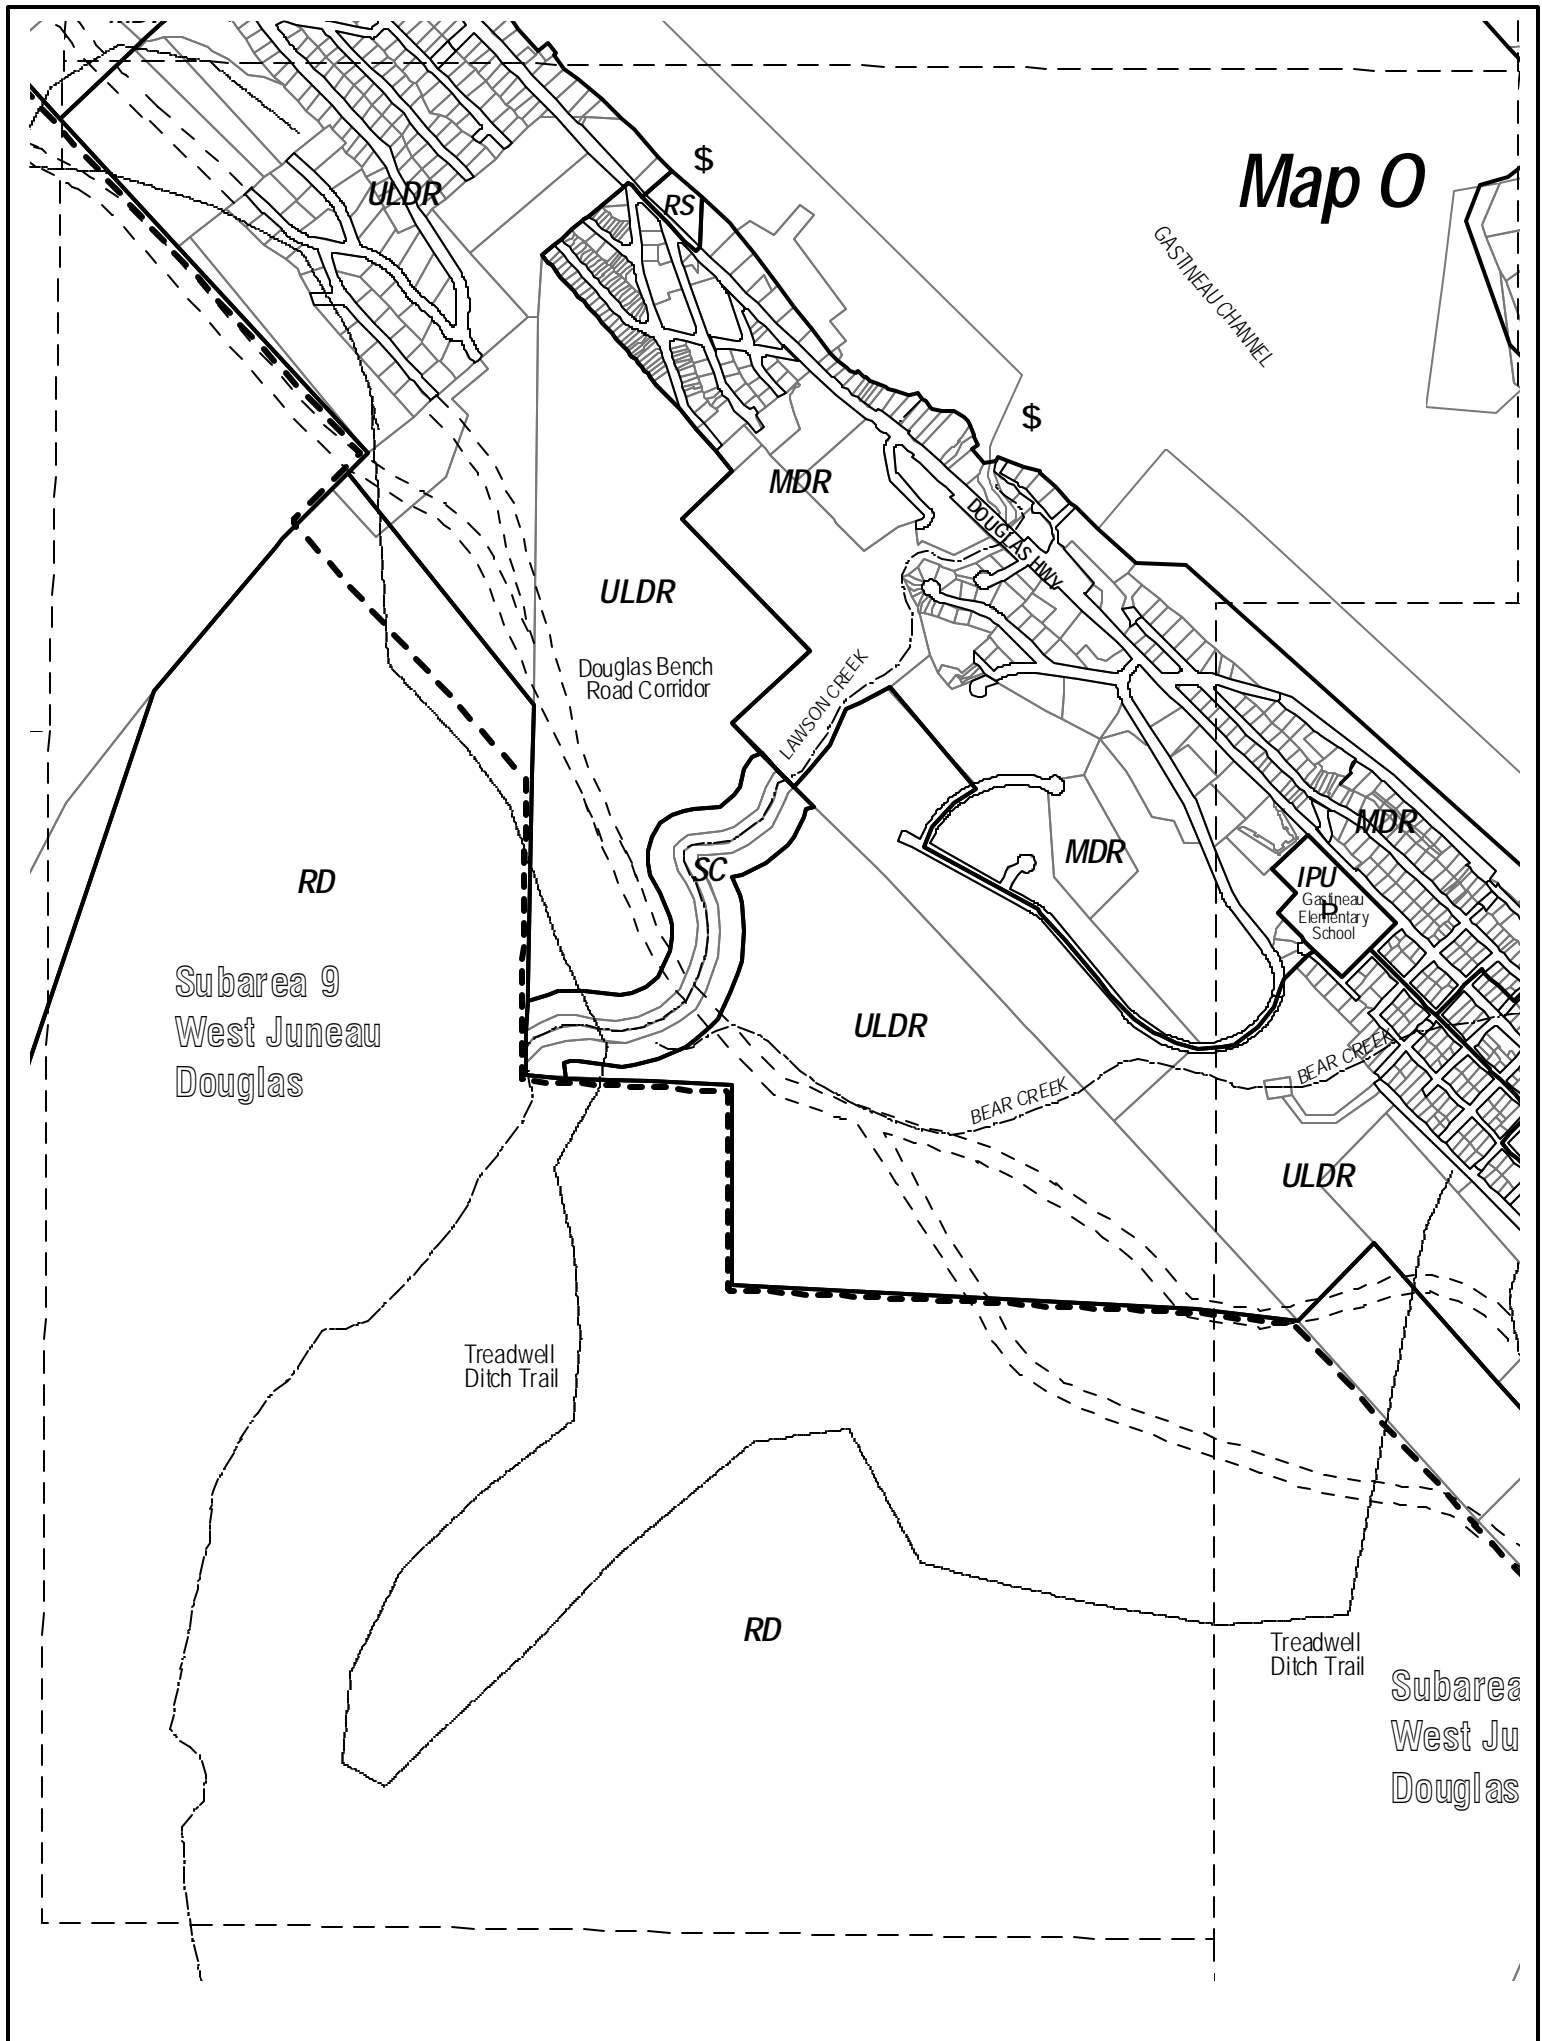 Map O
$
ULDR
RS
GASTINEAU CHANNEL
$
MDR
DOUGLAS HWY
ULDR
Douglas Bench
Road Corridor
LAWSON CREEK
MDR
MDR
SC
RD
IPU
P
Gastineau
Elementary
School
Subarea 9
West Juneau
Douglas
ULDR
BEAR CREEK
BEAR CREEK
ULDR
Treadwell
Ditch Trail
RD
Treadwell
Ditch Trail
Subarea
West Ju
Douglas